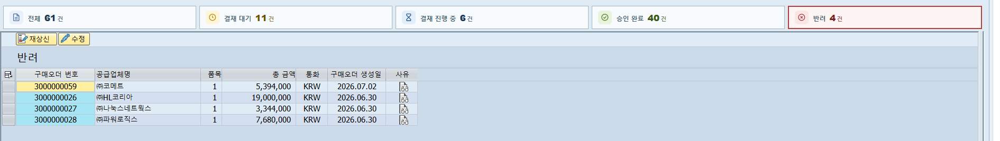 전체 61 건
결재 대기 11 건
결재 진행 중 6 건
승인 완료 40 건
반려 4 건
재상신 수정
반려
구매오더 번호 공급업체명 품목 총 금액 통화 구매오더 생성일 사유
3000000059 ㈜코메트 1 5,394,000 KRW 2026.07.02
3000000026 ㈜HL코리아 1 19,000,000 KRW 2026.06.30
3000000027 ㈜나눅스네트웍스 1 3,344,000 KRW 2026.06.30
3000000028 ㈜파워로직스 1 7,680,000 KRW 2026.06.30